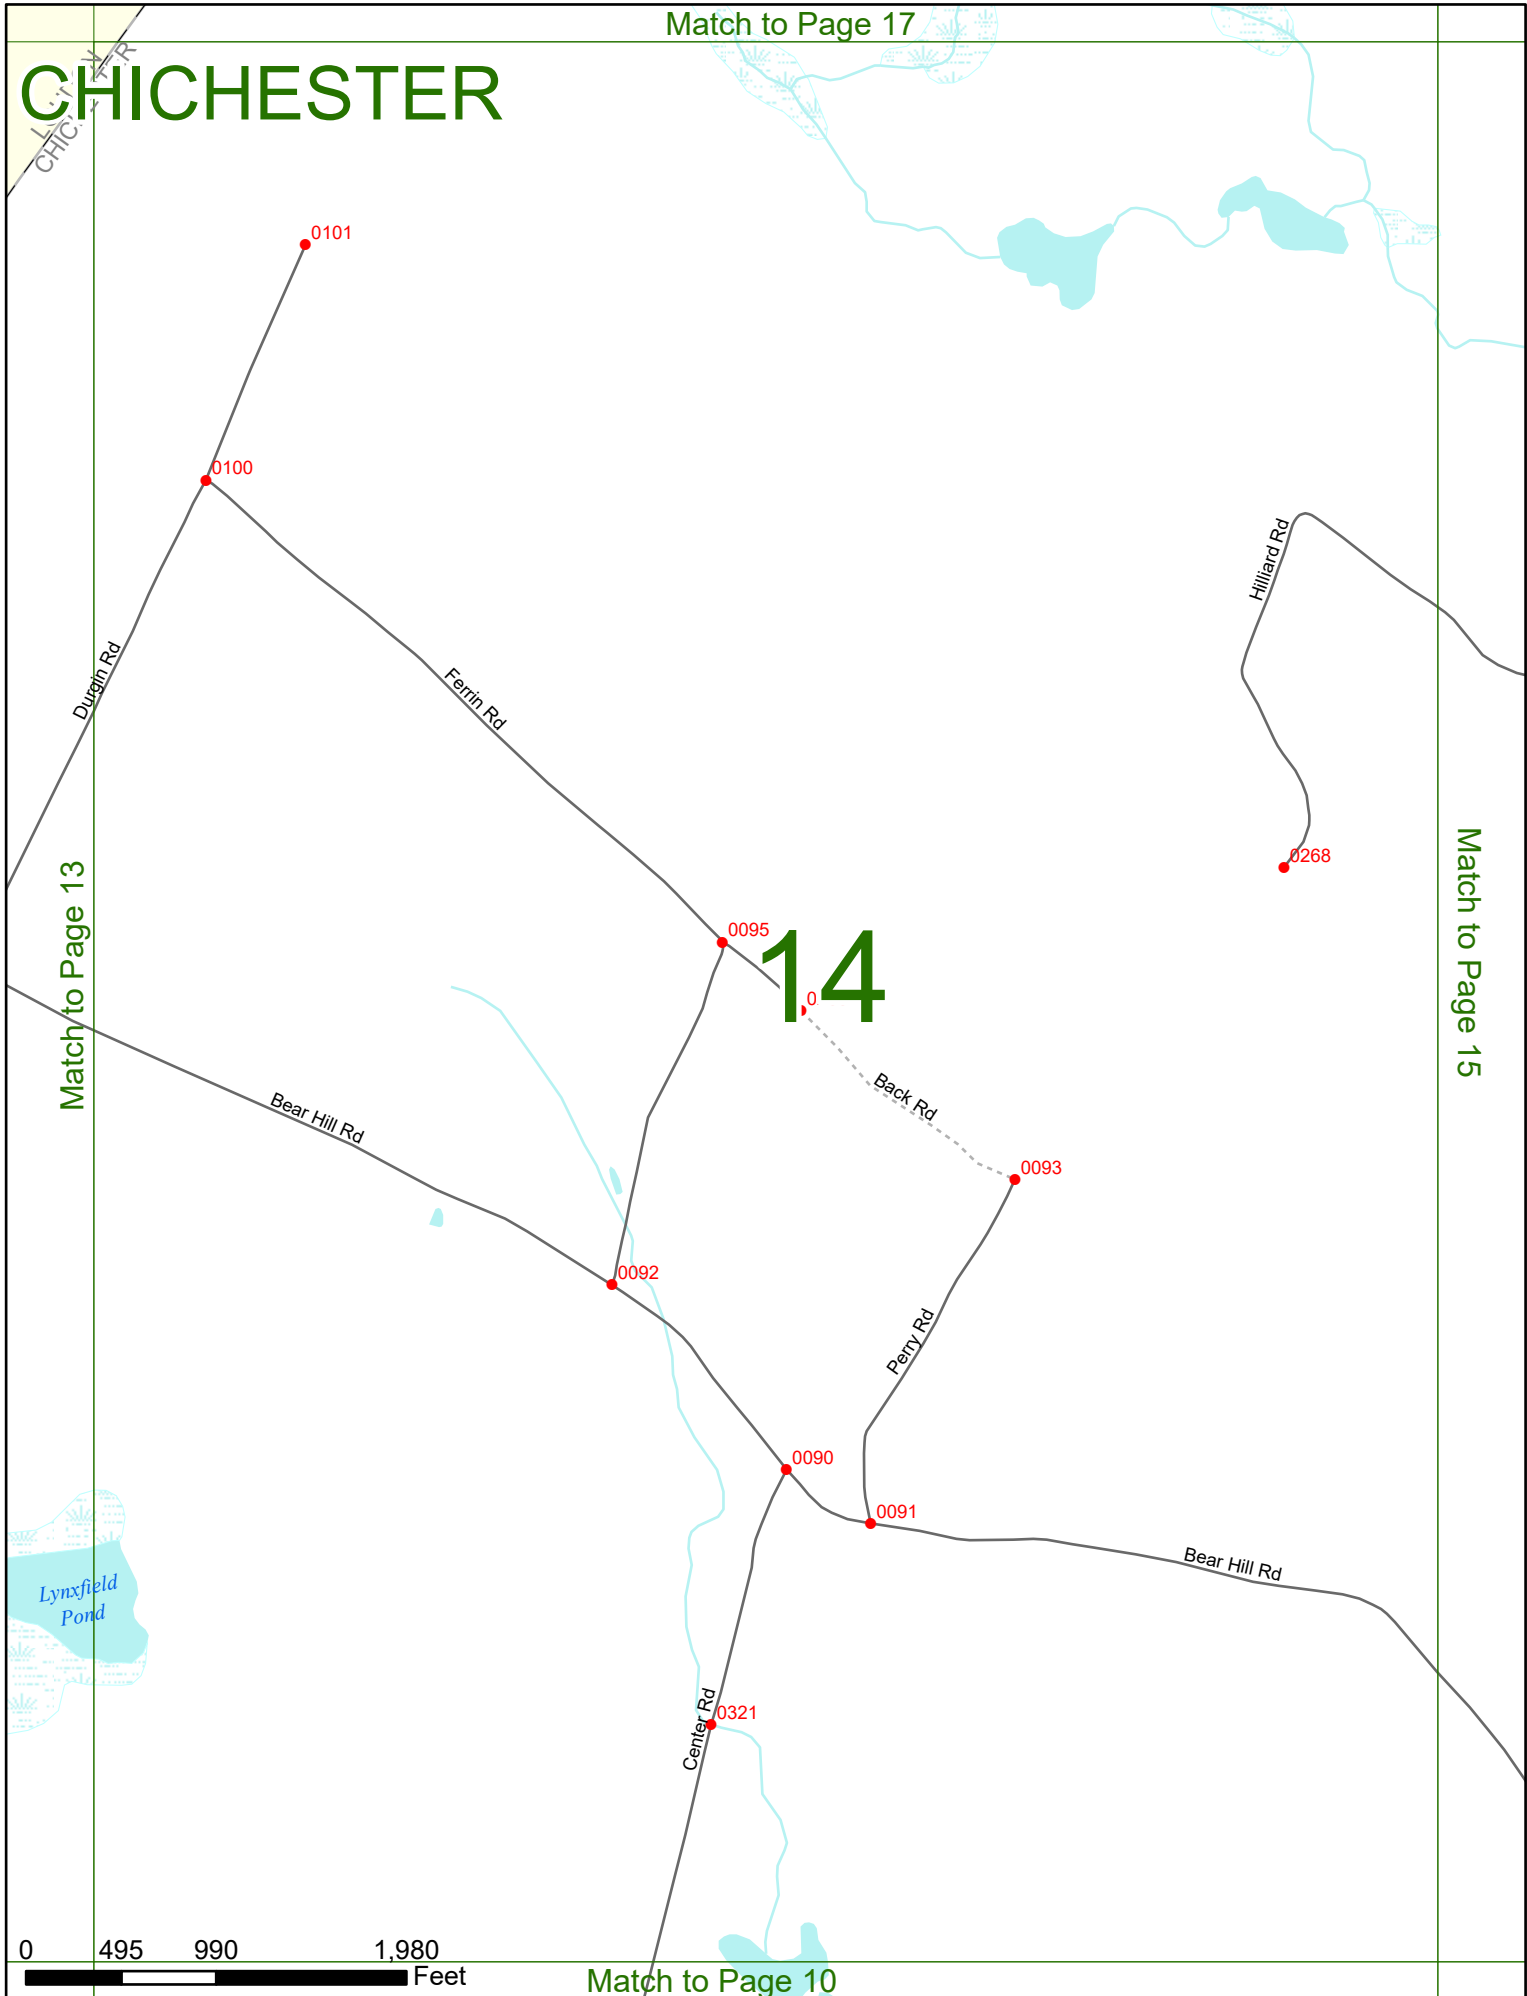 Match to Page 17
CHICHESTER
0101
0100
Hilliard Rd
Durgin Rd
Ferrin Rd
Match to Page 13
Match to Page 15
0268
0095
14
0
Back Rd
Bear Hill Rd
0093
0092
Perry Rd
0090
0091
Bear Hill Rd
Lynxfield
Pond
Center Rd
0321
0 495 990 1,980
Feet
Match to Page 10